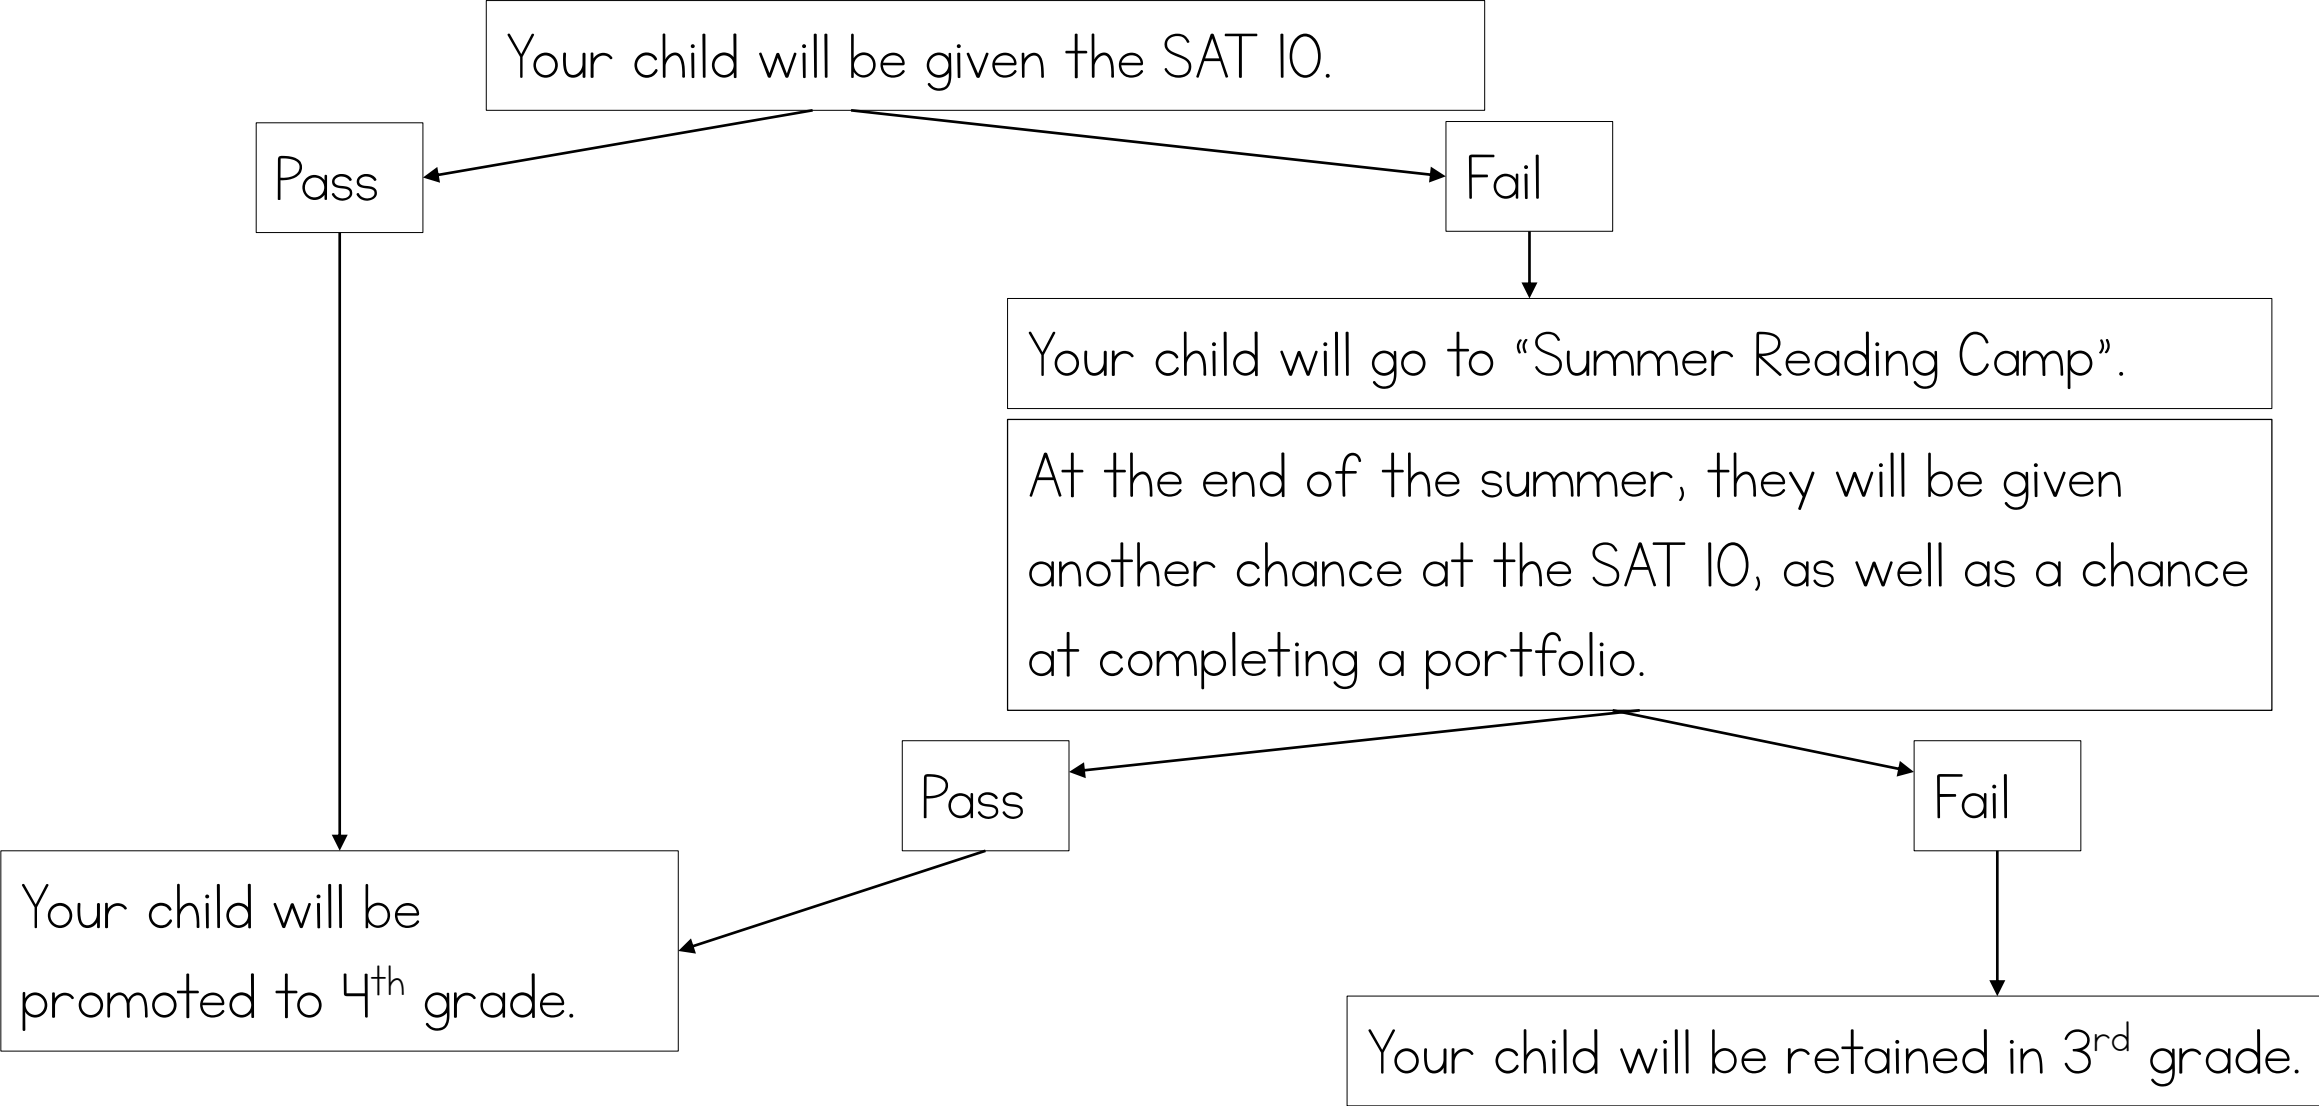 Your child will be given the SAT 10.
Pass
Fail
Your child will go to “Summer Reading Camp”.
At the end of the summer, they will be given
another chance at the SAT 10, as well as a chance
at completing a portfolio.
Pass
Fail
Your child will be
promoted to 4th grade.
Your child will be retained in 3rd grade.